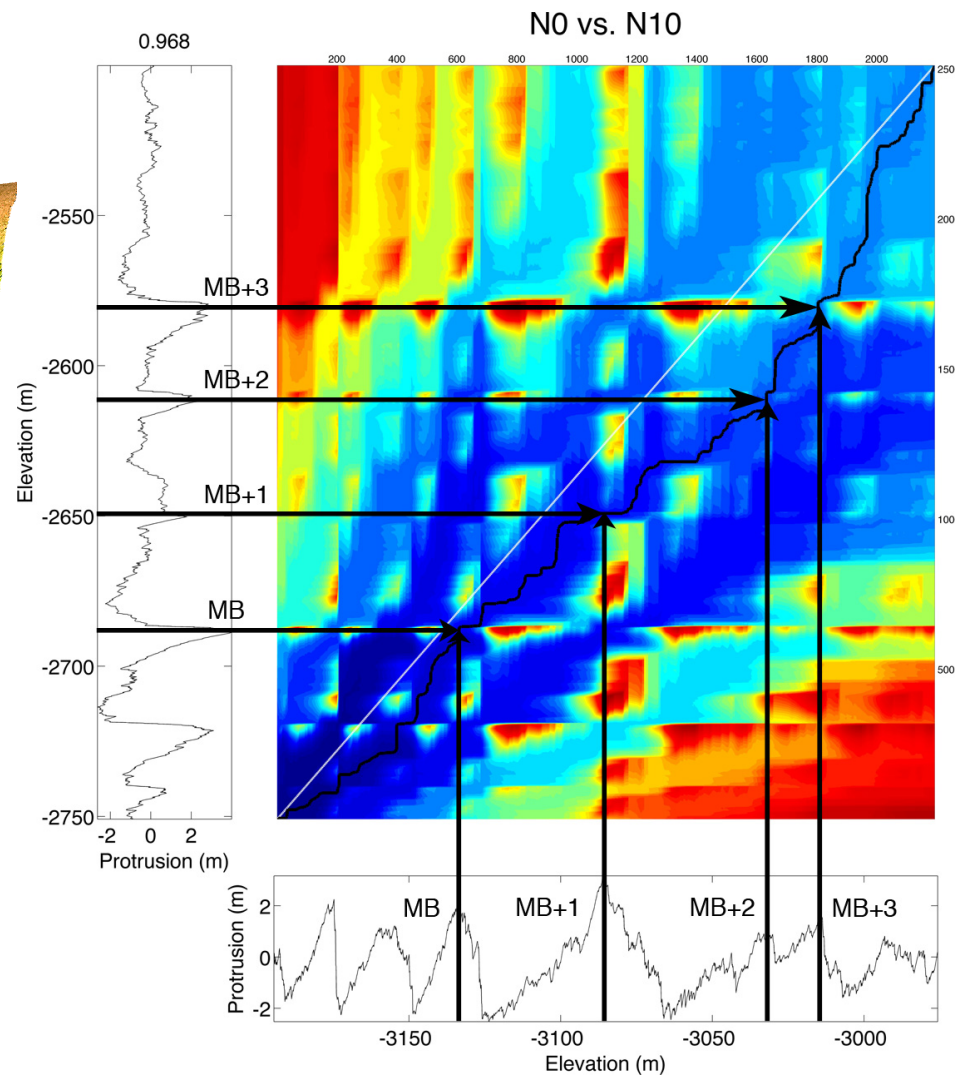 N0 vs. N10
0.968
200 400 600 800 1000 1200 1400 1600 1800 2000
250
-2550
200
MB+3
-2600
150
MB+2
Elevation (m)
MB+1
-2650
100
MB
-2700
500
-2750
-2 0 2
Protrusion (m)
MB MB+1 MB+2 MB+3
2
0
-2
Protrusion (m)
-3150 -3100 -3050 -3000
Elevation (m)